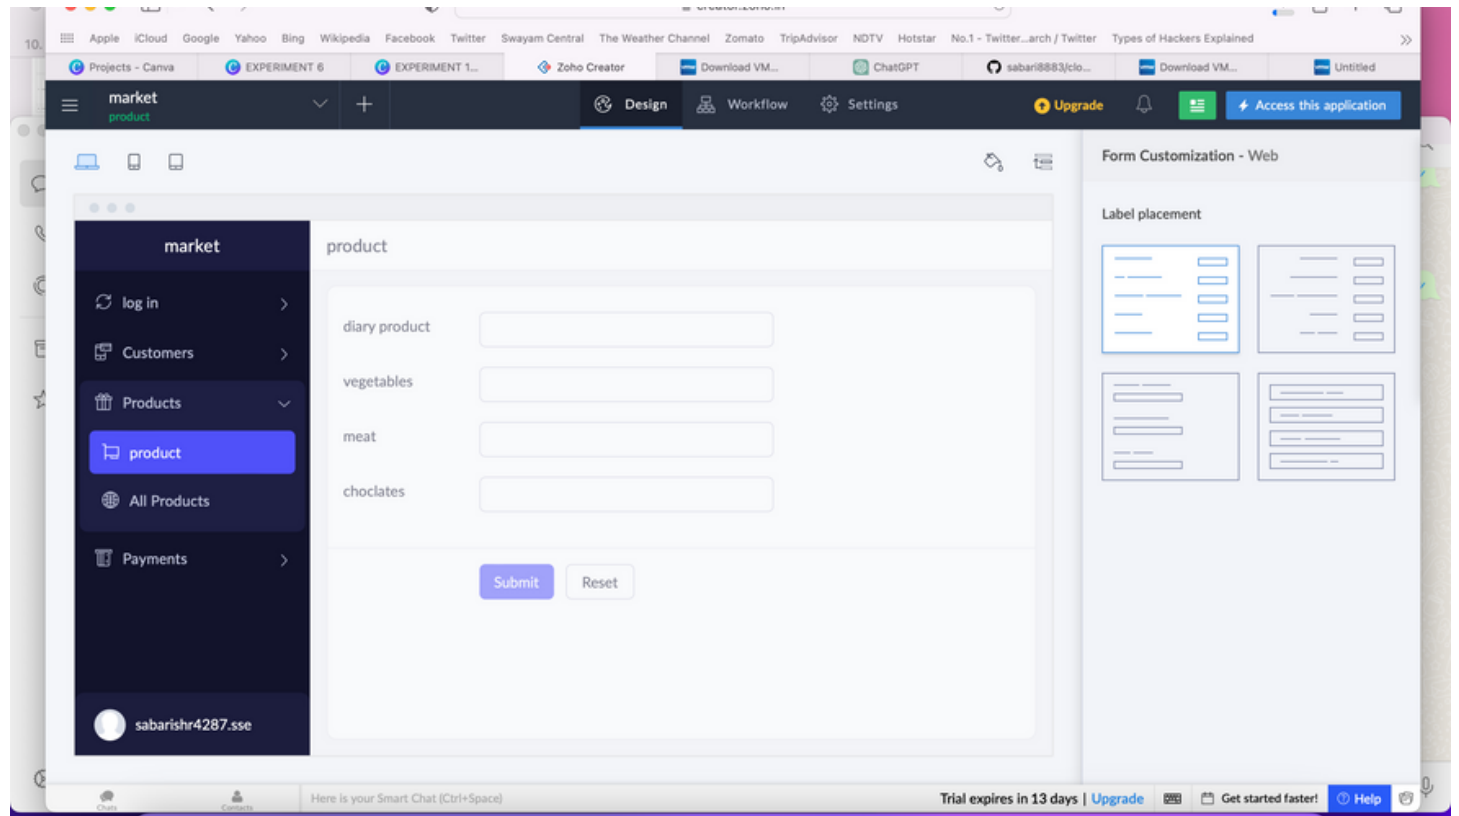 10.
Apple iCloud Google Yahoo Bing Wikipedia Facebook Twitter Swayam Central The Weather Channel Zomato TripAdvisor NDTV Hotstar No.1 - Twitter...arch / Twitter Types of Hackers Explained
Projects - Canva EXPERIMENT 6 EXPERIMENT 1... Zoho Creator Download VM... ChatGPT sabari8883/clo... Download VM... Untitled
market
product
Design Workflow Settings Upgrade Access this application
Form Customization - Web
Label placement
market
product
log in
Customers
Products
product
All Products
Payments
diary product
vegetables
meat
choclates
Submit Reset
sabarishr4287.sse
Chats Contacts Here is your Smart Chat (Ctrl+Space) Trial expires in 13 days | Upgrade Get started faster! Help